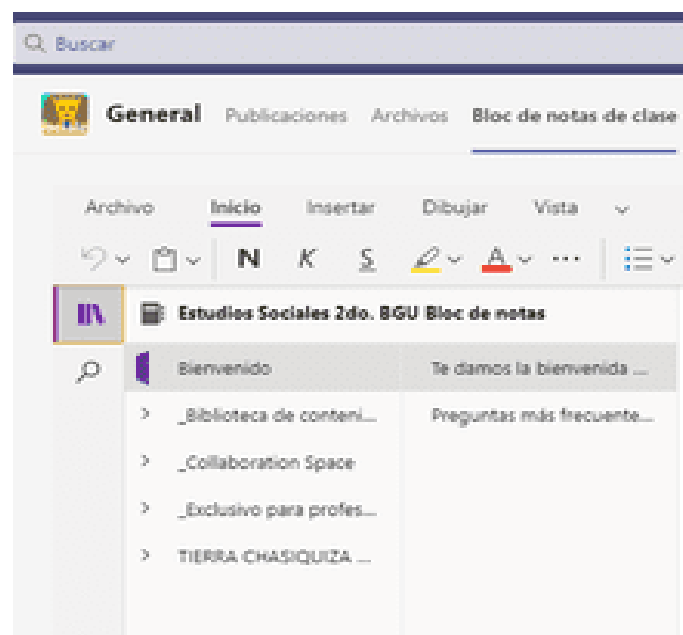 Buscar
General Publicaciones Archivos Bloc de notas de clase
Archivo Inicio Insertar Dibujar Vista
N K S A ...
Estudios Sociales 2do. BGU Bloc de notas
Bienvenido Te damos la bienvenida ...
_Biblioteca de conteni... Preguntas más frecuente...
_Collaboration Space
_Exclusivo para profes...
TIERRA CHASIQUIZA ...